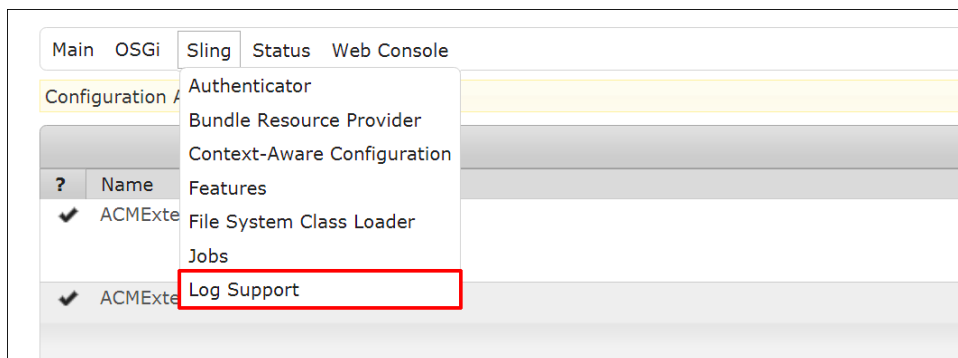 Main OSGi Sling Status Web Console
Authenticator
Configuration A
Bundle Resource Provider
Context-Aware Configuration
? Name
Features
ACMExte
File System Class Loader
Jobs
Log Support
ACMExte